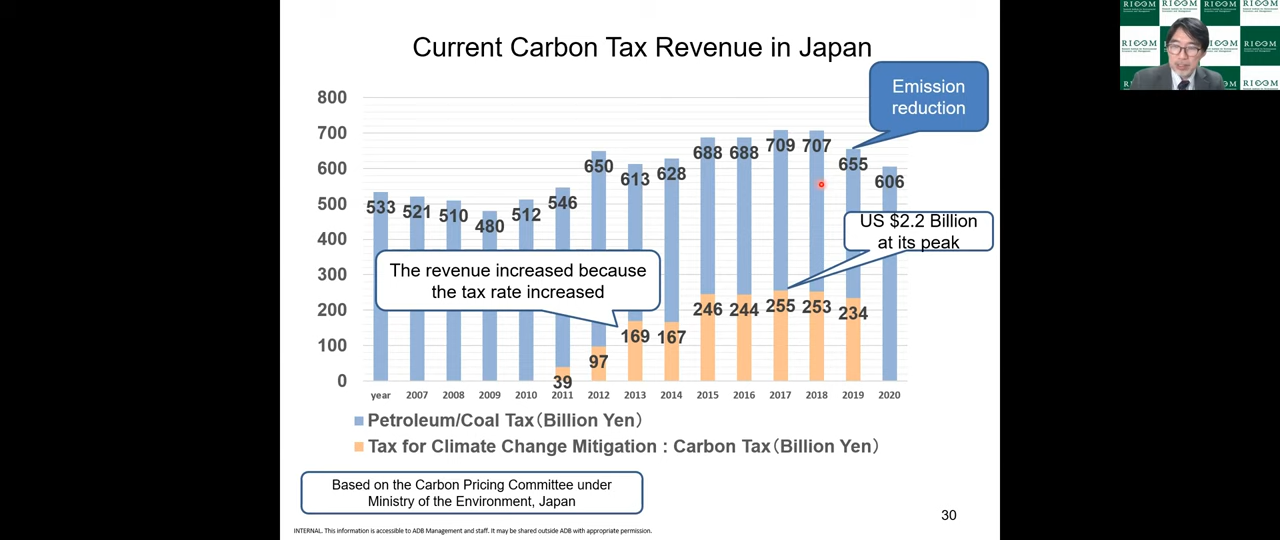 Current Carbon Tax Revenue in Japan
RICOM
Emission
reduction
800
700
600
500
400
300
200
100
0
533 521 510 480 512 546 650 613 628 688 688 709 707 655 606
39 97 169 167 246 244 255 253 234
US $2.2 Billion
at its peak
The revenue increased because
the tax rate increased
year 2007 2008 2009 2010 2011 2012 2013 2014 2015 2016 2017 2018 2019 2020
Petroleum/Coal Tax（Billion Yen）
Tax for Climate Change Mitigation : Carbon Tax（Billion Yen）
Based on the Carbon Pricing Committee under
Ministry of the Environment, Japan
30
INTERNAL. This information is accessible to ADB Management and staff. It may be shared outside ADB with appropriate permission.